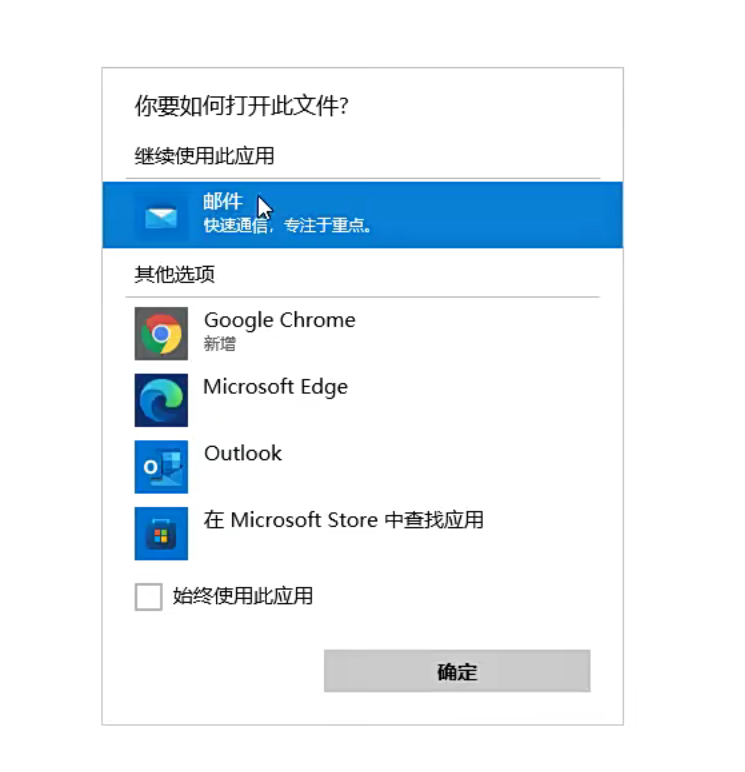 你要如何打开此文件?
继续使用此应用
邮件
快速通信，专注于重点。
其他选项
Google Chrome
新增
Microsoft Edge
Outlook
在 Microsoft Store 中查找应用
始终使用此应用
确定